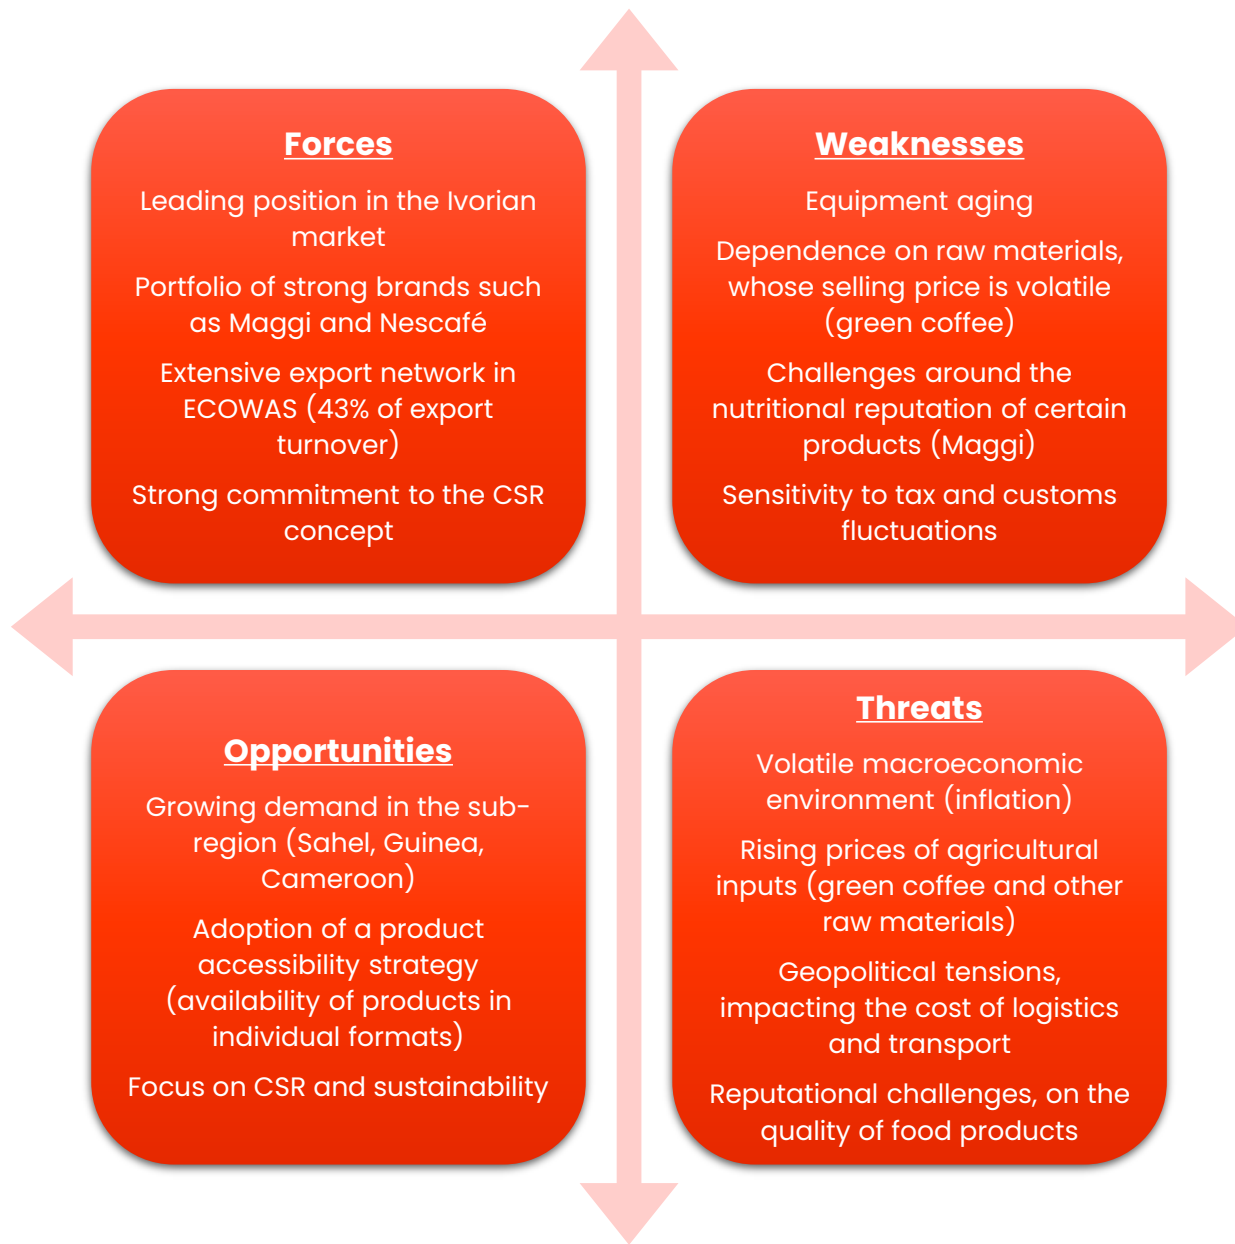 Forces
Leading position in the Ivorian
market
Portfolio of strong brands such
as Maggi and Nescafé
Extensive export network in
ECOWAS (43% of export
turnover)
Strong commitment to the CSR
concept
Weaknesses
Equipment aging
Dependence on raw materials,
whose selling price is volatile
(green coffee)
Challenges around the
nutritional reputation of certain
products (Maggi)
Sensitivity to tax and customs
fluctuations
Opportunities
Growing demand in the sub-
region (Sahel, Guinea,
Cameroon)
Adoption of a product
accessibility strategy
(availability of products in
individual formats)
Focus on CSR and sustainability
Threats
Volatile macroeconomic
environment (inflation)
Rising prices of agricultural
inputs (green coffee and other
raw materials)
Geopolitical tensions,
impacting the cost of logistics
and transport
Reputational challenges, on the
quality of food products